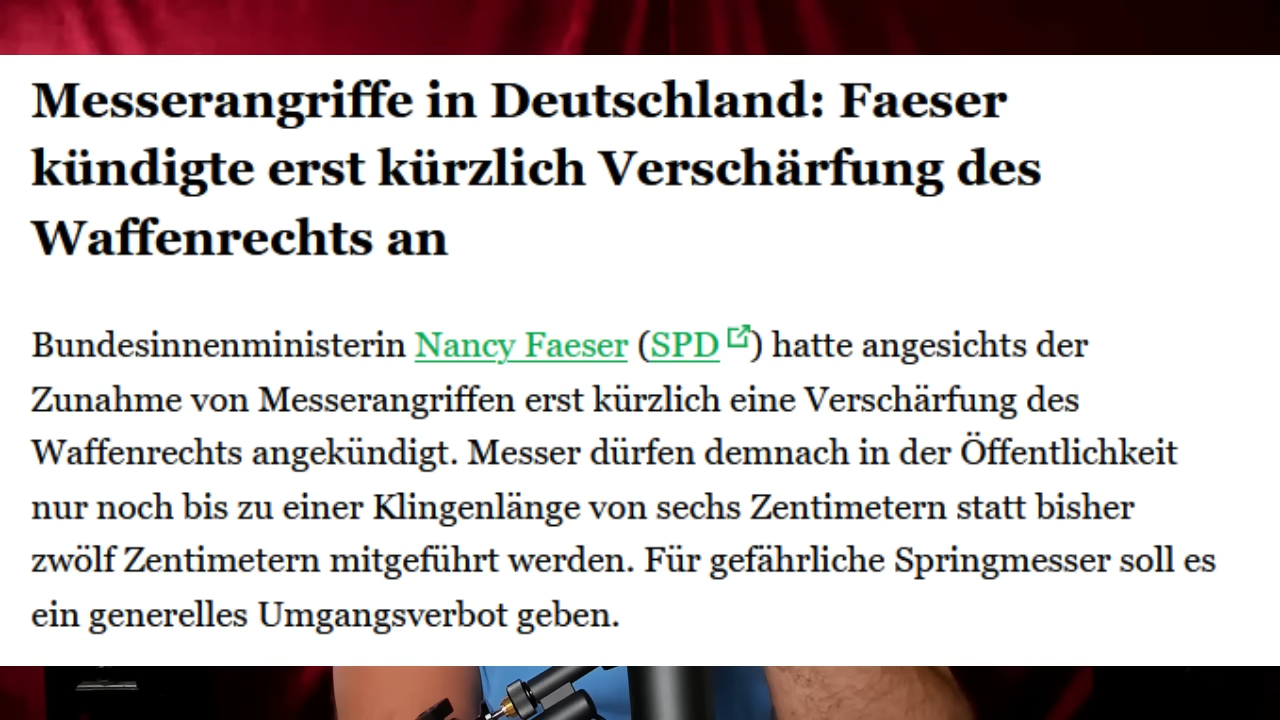 Messerangriffe in Deutschland: Faeser
kündigte erst kürzlich Verschärfung des
Waffenrechts an
Bundesinnenministerin Nancy Faeser (SPD) hatte angesichts der
Zunahme von Messerangriffen erst kürzlich eine Verschärfung des
Waffenrechts angekündigt. Messer dürfen demnach in der Öffentlichkeit
nur noch bis zu einer Klingenlänge von sechs Zentimetern statt bisher
zwölf Zentimetern mitgeführt werden. Für gefährliche Springmesser soll es
ein generelles Umgangsverbot geben.